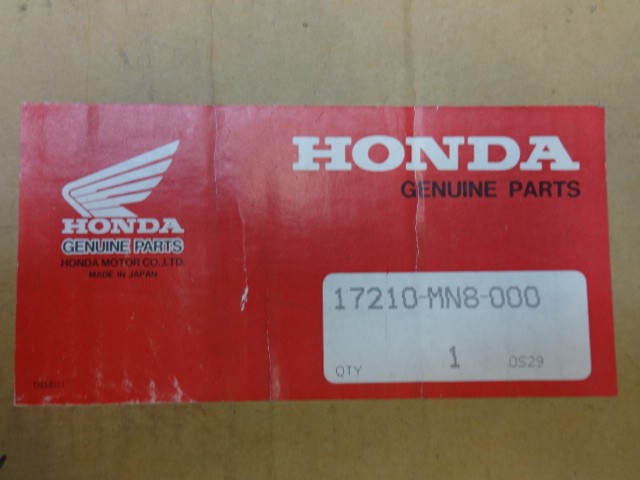 HONDA
GENUINE PARTS
HONDA
GENUINE PARTS
HONDA MOTOR CO.,LTD.
MADE IN JAPAN
17210-MN8-000
QTY 1 0S29